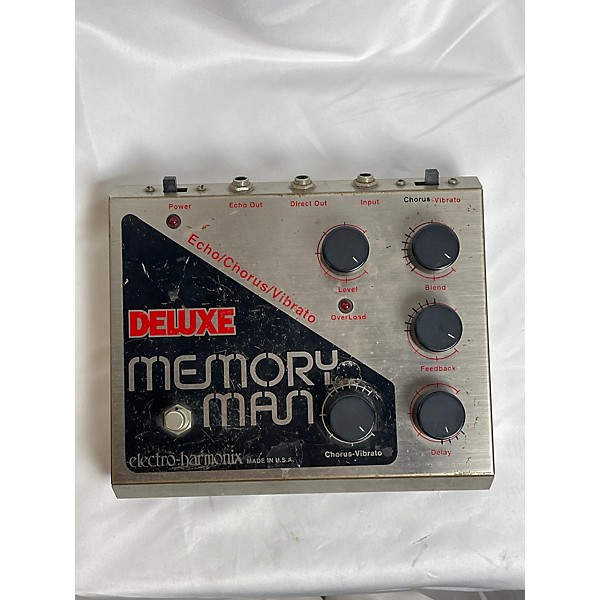 Power
Echo Out
Direct Out
Input
Chorus-Vibrato
Echo/Chorus/Vibrato
Level
Blend
OverLoad
DELUXE
Feedback
MEMORY
MAN
electro-harmonix MADE IN U.S.A.
Chorus-Vibrato
Delay